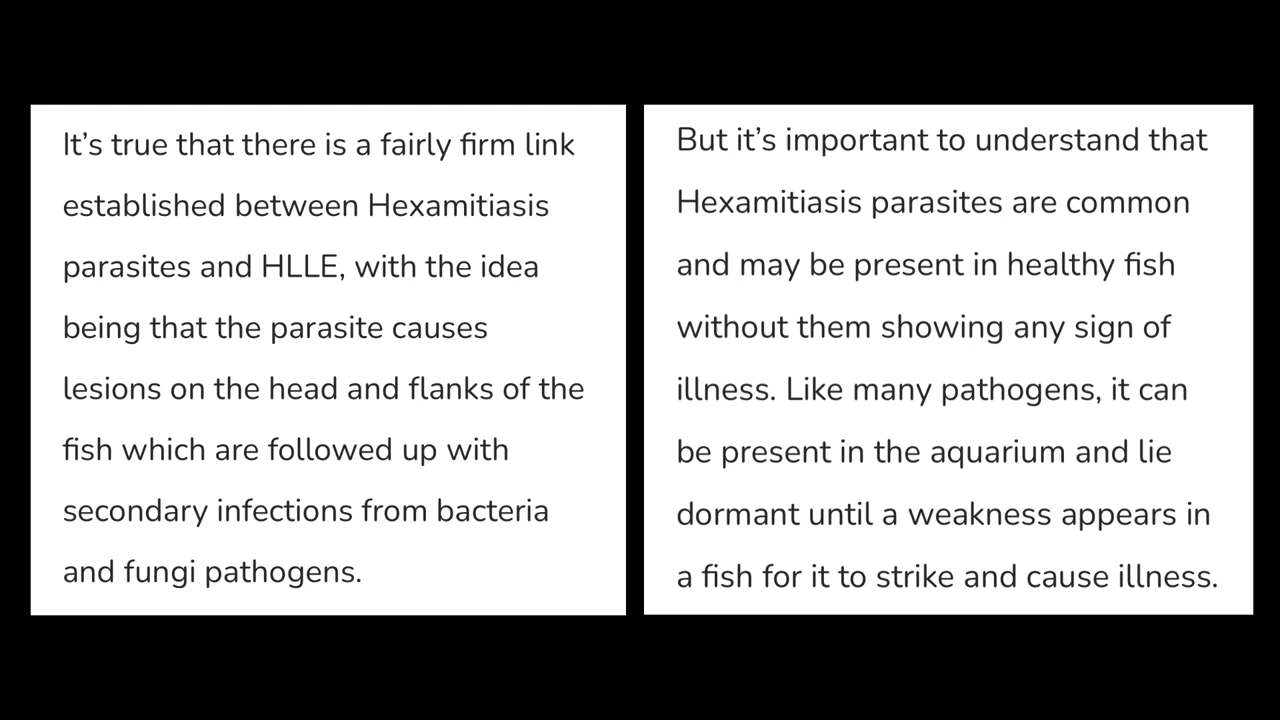 It’s true that there is a fairly firm link
established between Hexamitiasis
parasites and HLLE, with the idea
being that the parasite causes
lesions on the head and flanks of the
fish which are followed up with
secondary infections from bacteria
and fungi pathogens.
But it’s important to understand that
Hexamitiasis parasites are common
and may be present in healthy fish
without them showing any sign of
illness. Like many pathogens, it can
be present in the aquarium and lie
dormant until a weakness appears in
a fish for it to strike and cause illness.